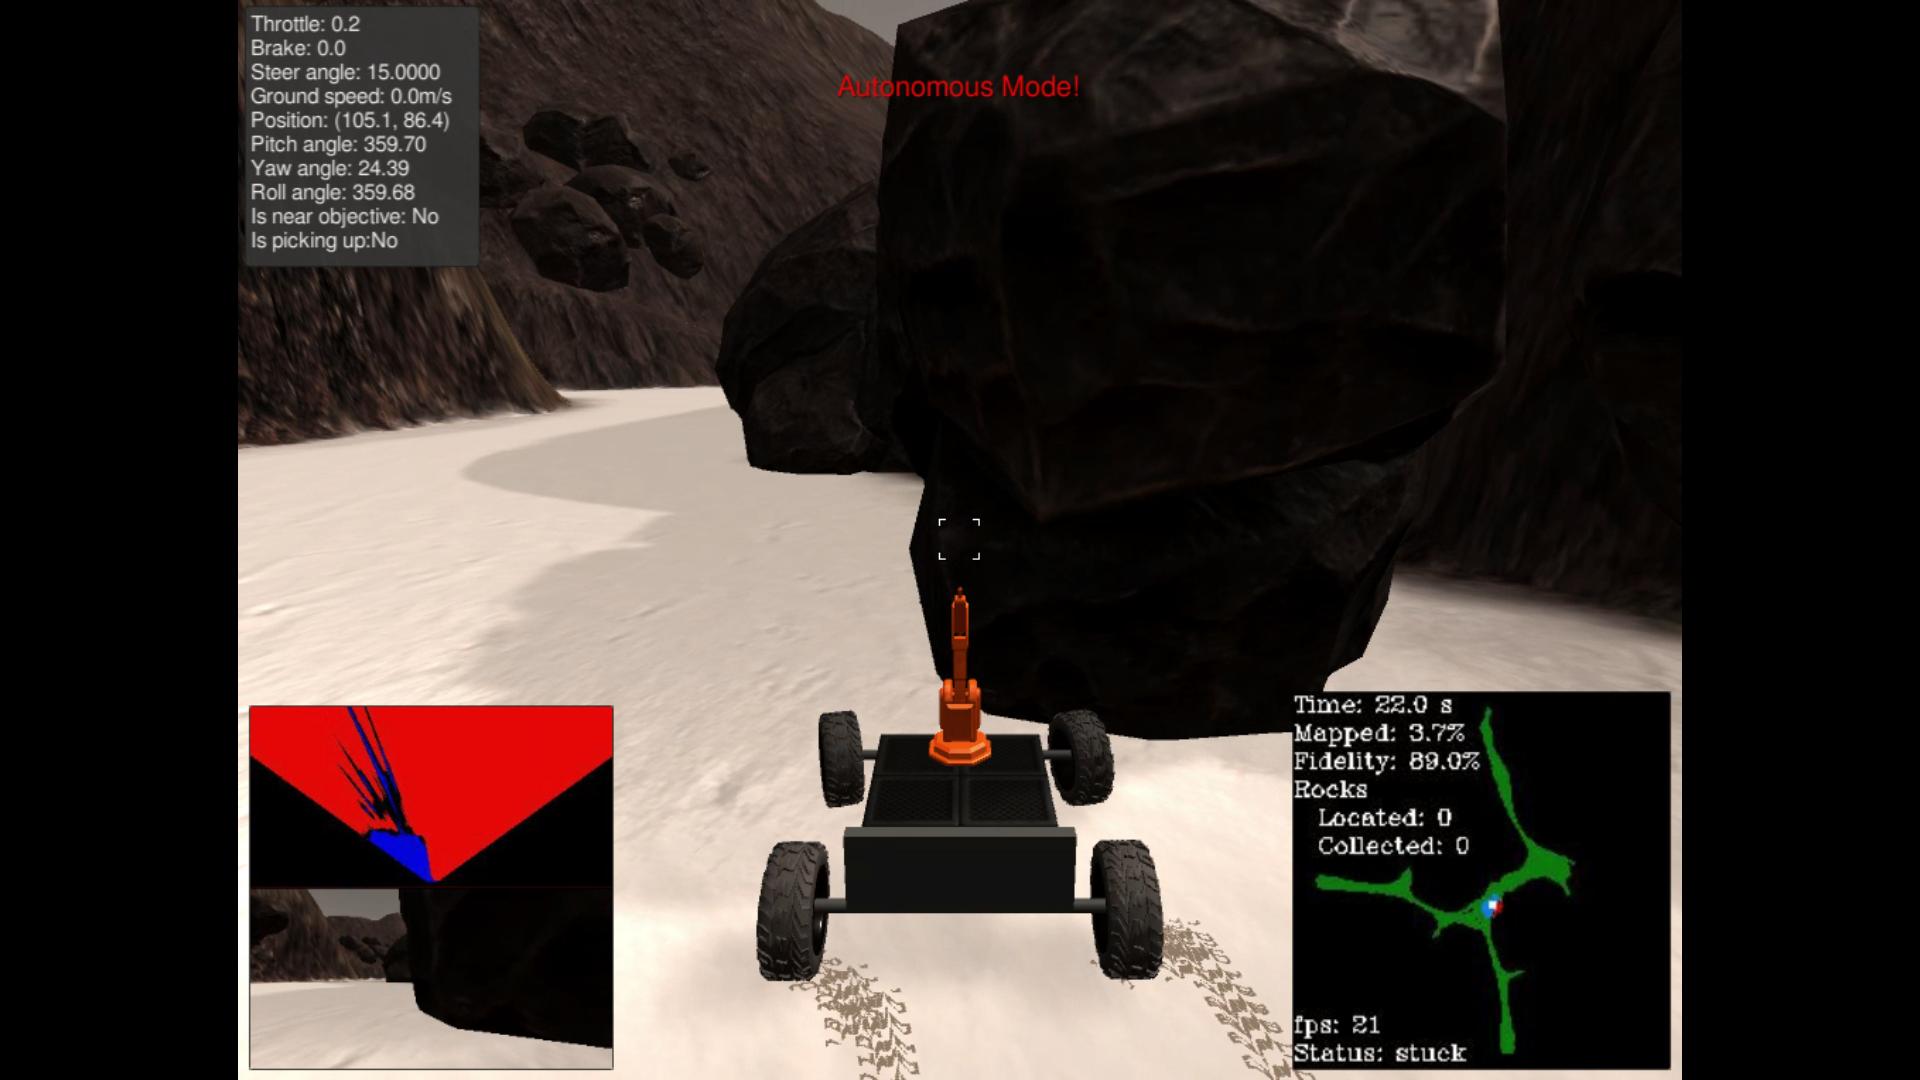 Throttle: 0.2
Brake: 0.0
Steer angle: 15.0000
Ground speed: 0.0m/s
Position: (105.1, 86.4)
Pitch angle: 359.70
Yaw angle: 24.39
Roll angle: 359.68
Is near objective: No
Is picking up:No
Autonomous Mode!
Time: 22.0 s
Mapped: 3.7%
Fidelity: 89.0%
Rocks
Located: 0
Collected: 0
fps: 21
Status: stuck